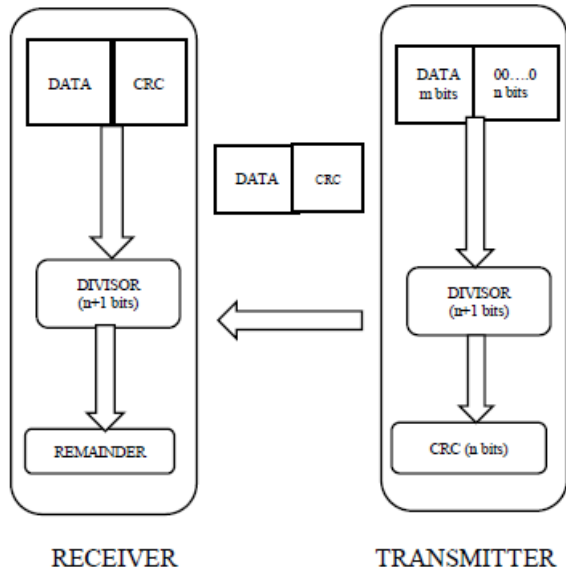 DATA
CRC
DIVISOR
(n+1 bits)
REMAINDER
RECEIVER
DATA
CRC
DATA
m bits
00....0
n bits
DIVISOR
(n+1 bits)
CRC (n bits)
TRANSMITTER